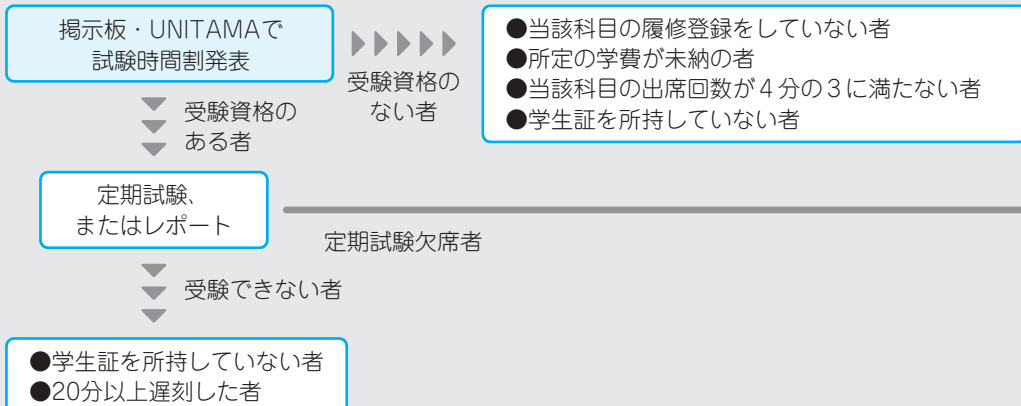 掲示板・UNITAMAで
試験時間割発表
受験資格の
ない者
●当該科目の履修登録をしていない者
●所定の学費が未納の者
●当該科目の出席回数が4分の3に満たない者
●学生証を所持していない者
受験資格の
ある者
定期試験、
またはレポート
定期試験欠席者
受験できない者
●学生証を所持していない者
●20分以上遅刻した者